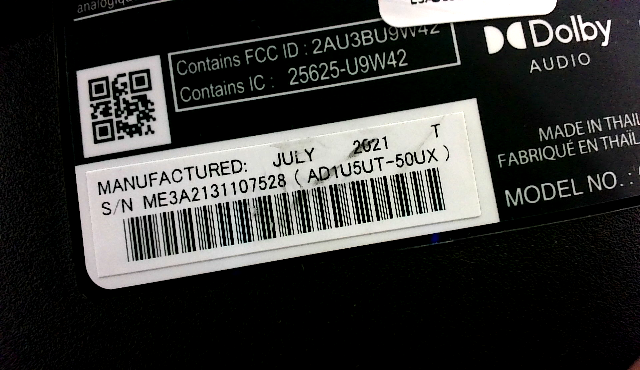 Contains FCC ID : 2AU3BU9W42
Contains IC : 25625-U9W42
Dolby
AUDIO
MANUFACTURED: JULY 2021 T
S/N ME3A2131107528 ( AD1U5UT-50UX )
MADE IN THAIL
FABRIQUÉ EN THAÏL
MODEL NO. :